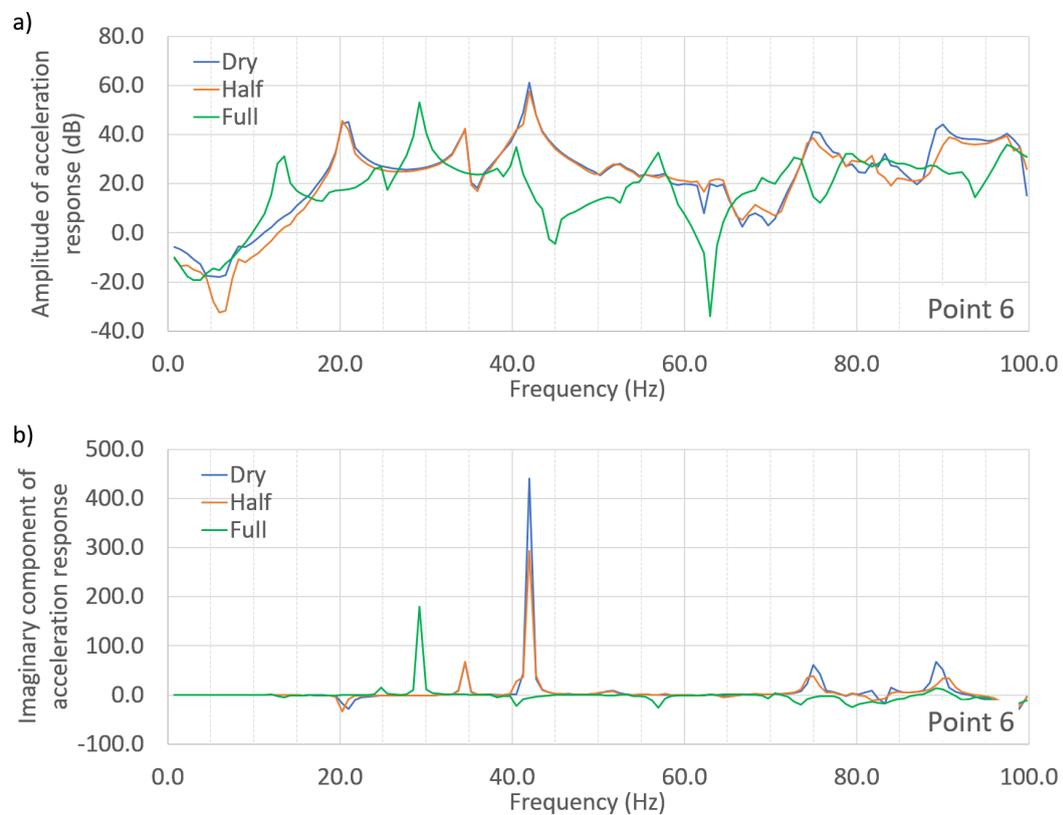 a)
Amplitude of acceleration
response (dB)
80.0
60.0
40.0
20.0
0.0
-20.0
-40.0
Dry
Half
Full
Point 6
0.0 20.0 40.0 60.0 80.0 100.0
Frequency (Hz)
b)
Imaginary component of
acceleration response
500.0
400.0
300.0
200.0
100.0
0.0
-100.0
Dry
Half
Full
Point 6
0.0 20.0 40.0 60.0 80.0 100.0
Frequency (Hz)